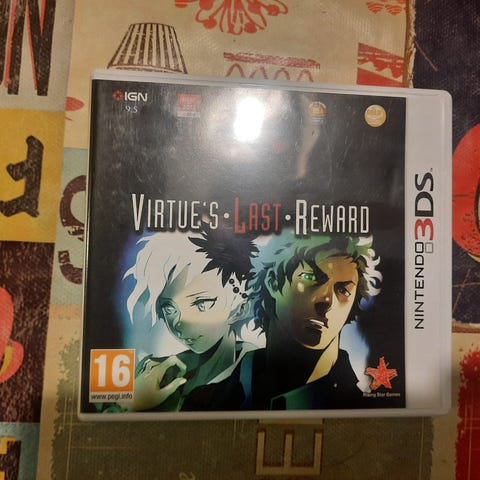 IGN
9.5
VIRTUE'S • LAST • REWARD
NINTENDO 3DS
16
www.pegi.info
Rising Star Games